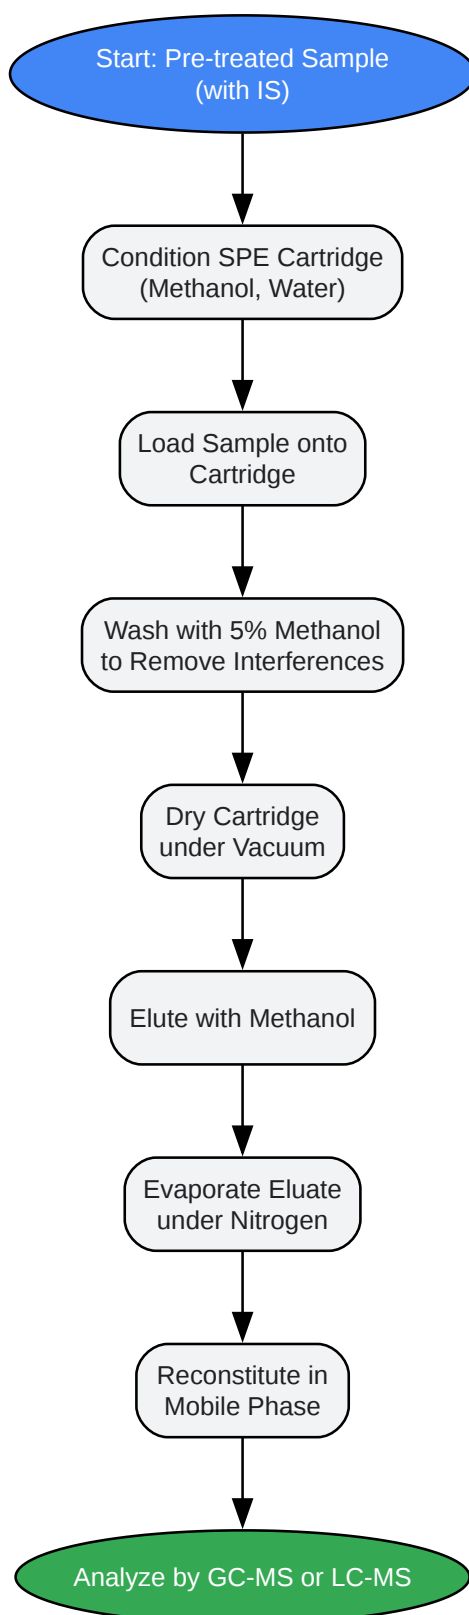 Start: Pre-treated Sample
(with IS)
Condition SPE Cartridge
(Methanol, Water)
Load Sample onto
Cartridge
Wash with 5% Methanol
to Remove Interferences
Dry Cartridge
under Vacuum
Elute with Methanol
Evaporate Eluate
under Nitrogen
Reconstitute in
Mobile Phase
Analyze by GC-MS or LC-MS